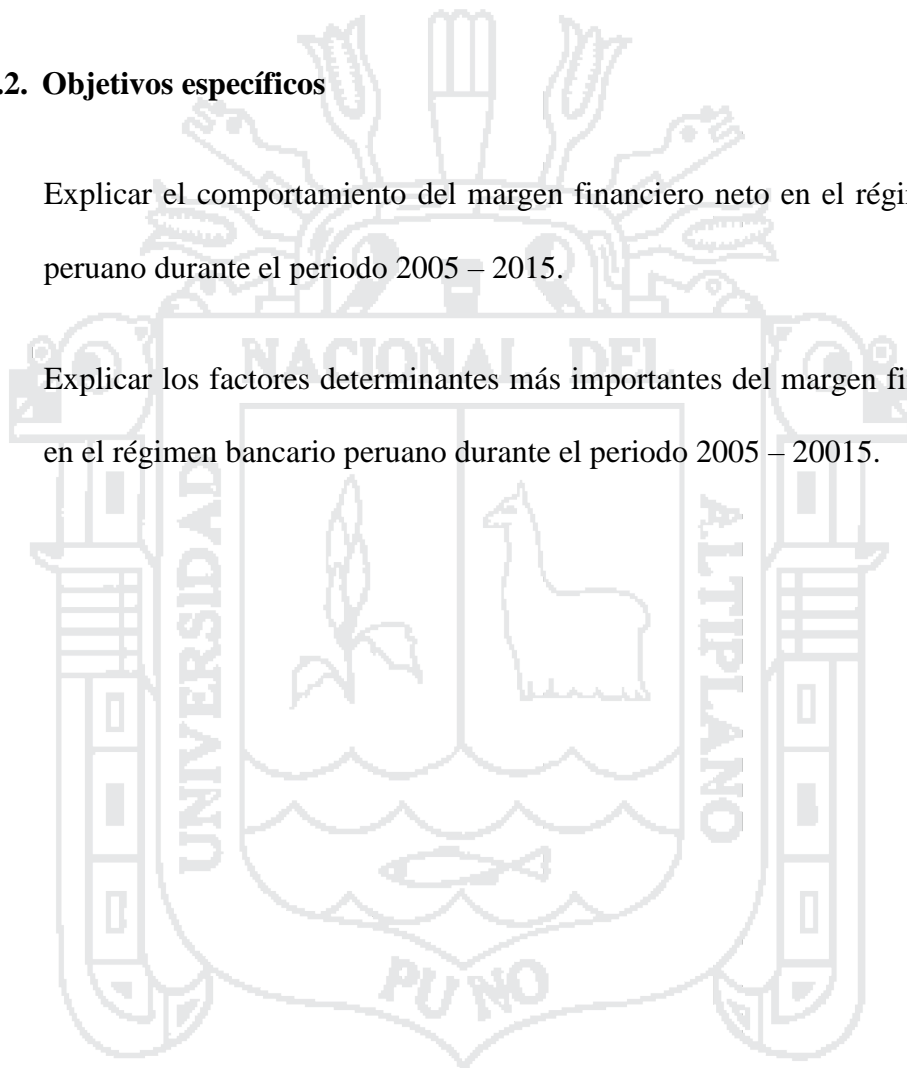 .2. Objetivos específicos
Explicar el comportamiento del margen financiero neto en el
peruano durante el periodo 2005 – 2015.
NACIONAL DEL
Explicar los factores determinantes más importantes del margen
en el régimen bancario peruano durante el periodo 2005 – 20015.
UNIVERSIDAD
ALTIPLANO
PUNO